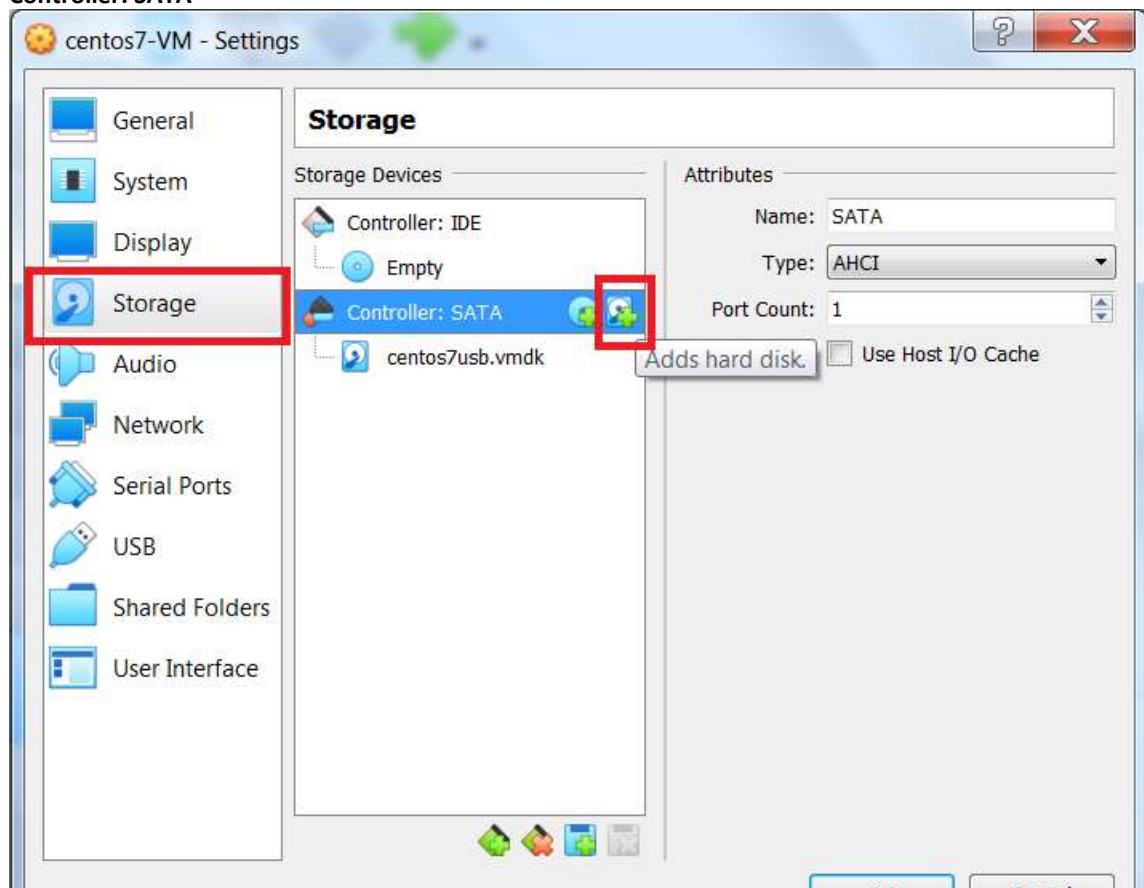 Controller: SATA
centos7-VM - Settings
General
System
Display
Storage
Audio
Network
Serial Ports
USB
Shared Folders
User Interface
Storage
Storage Devices
Controller: IDE
Empty
Controller: SATA
centos7usb.vmdk
Adds hard disk.
Attributes
Name: SATA
Type: AHCI
Port Count: 1
Use Host I/O Cache